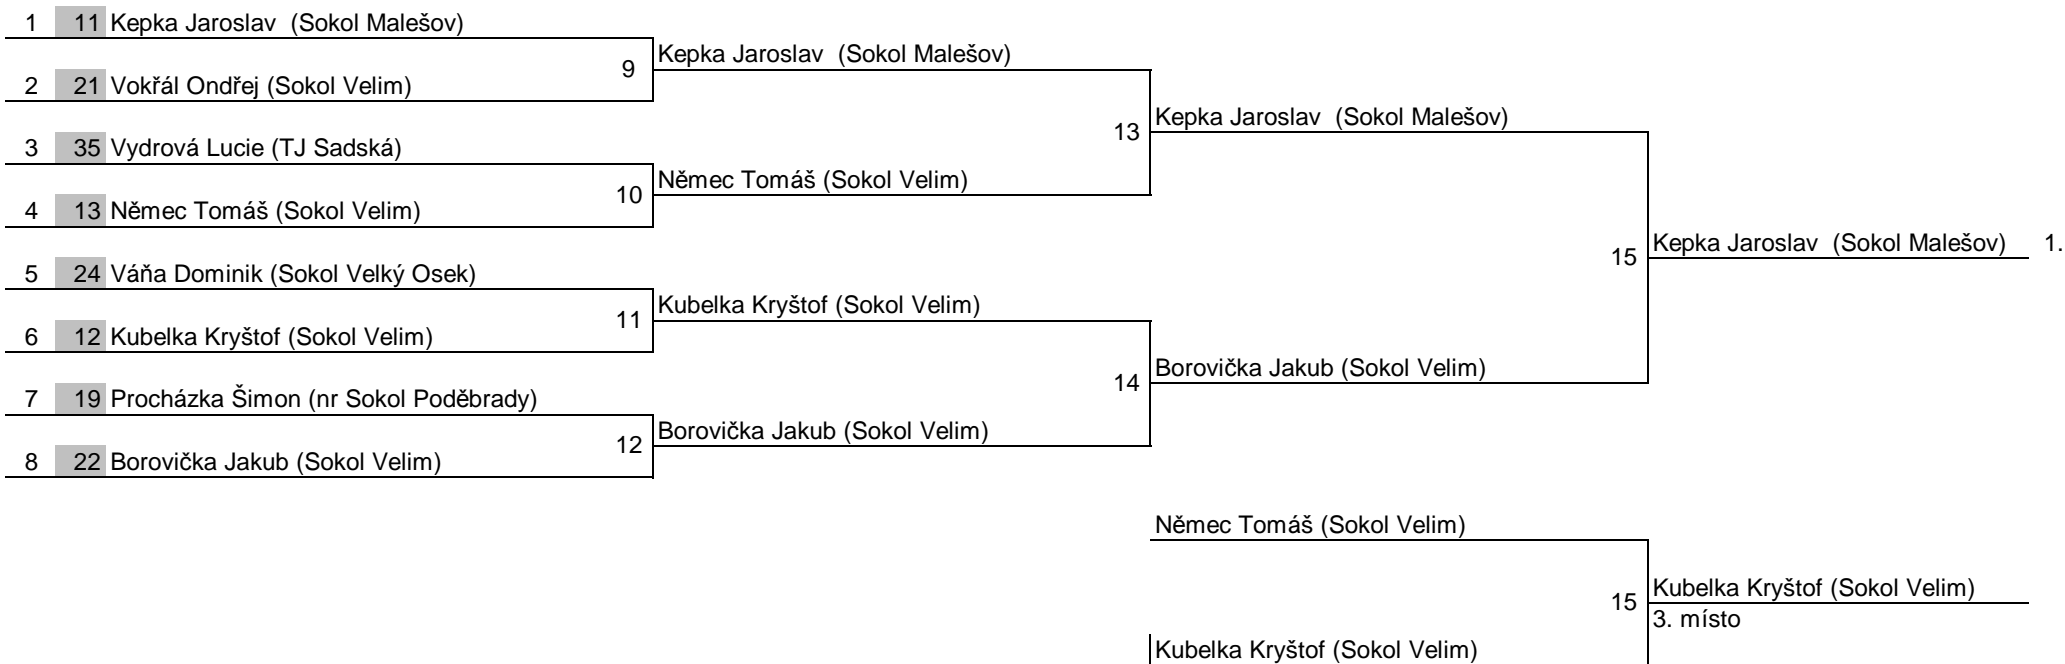 1 11 Kepka Jaroslav (Sokol Malešov)
Kepka Jaroslav (Sokol Malešov)
9
2 21 Vokřál Ondřej (Sokol Velim)
Kepka Jaroslav (Sokol Malešov)
13
3 35 Vydrová Lucie (TJ Sadská)
Němec Tomáš (Sokol Velim)
10
4 13 Němec Tomáš (Sokol Velim)
Kepka Jaroslav (Sokol Malešov) 1.
15
5 24 Váňa Dominik (Sokol Velký Osek)
Kubelka Kryštof (Sokol Velim)
11
6 12 Kubelka Kryštof (Sokol Velim)
Borovička Jakub (Sokol Velim)
14
7 19 Procházka Šimon (nr Sokol Poděbrady)
Borovička Jakub (Sokol Velim)
12
8 22 Borovička Jakub (Sokol Velim)
Němec Tomáš (Sokol Velim)
Kubelka Kryštof (Sokol Velim)
15
3. místo
Kubelka Kryštof (Sokol Velim)